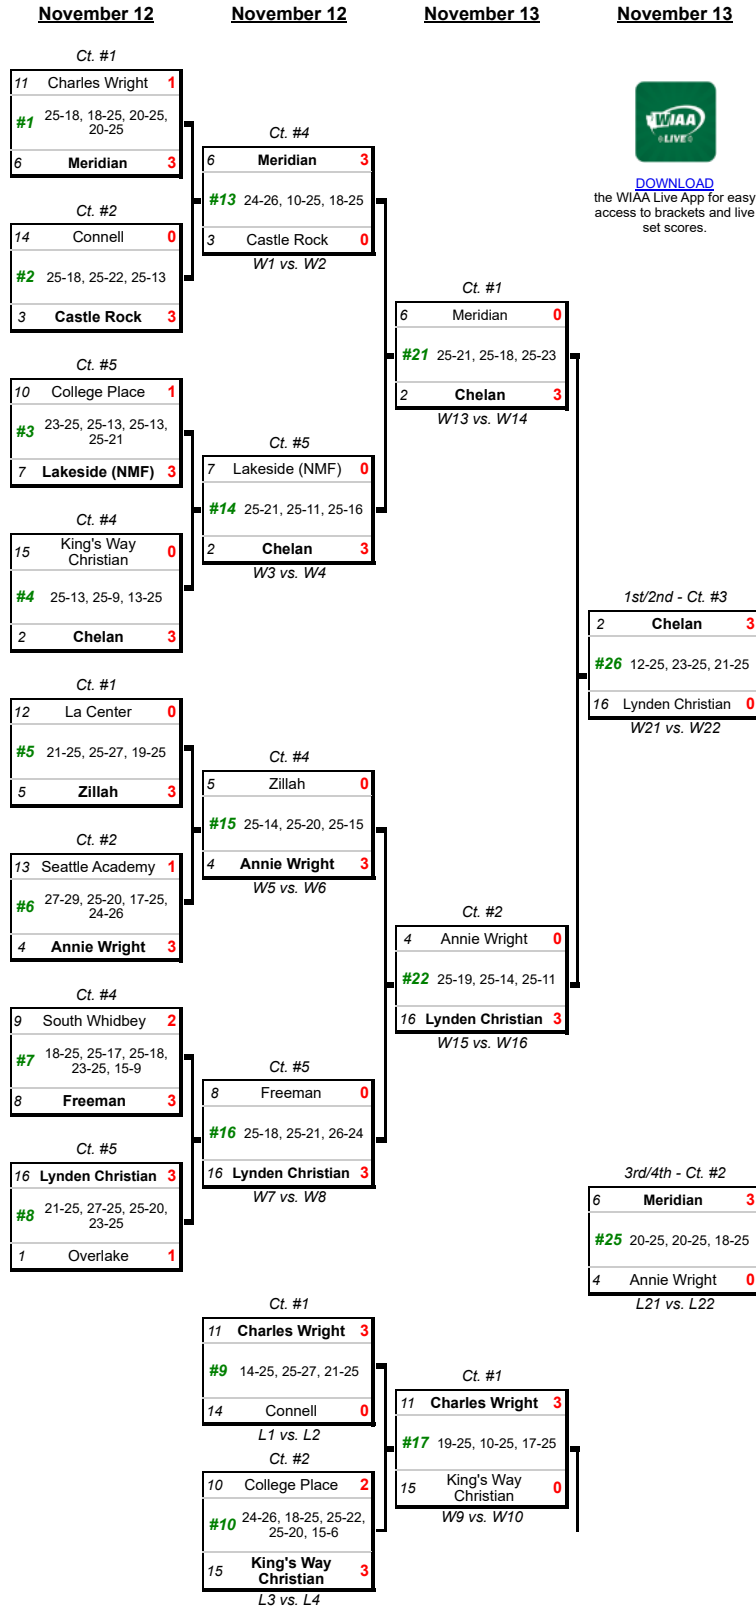 November 12
November 12
November 13
November 13
Ct. #1
11 Charles Wright 1
#1 25-18, 18-25, 20-25,
20-25
6 Meridian 3
Ct. #2
14 Connell 0
#2 25-18, 25-22, 25-13
3 Castle Rock 3
Ct. #5
10 College Place 1
#3 23-25, 25-13, 25-13,
25-21
7 Lakeside (NMF) 3
Ct. #4
15 King's Way
Christian 0
#4 25-13, 25-9, 13-25
2 Chelan 3
Ct. #1
12 La Center 0
#5 21-25, 25-27, 19-25
5 Zillah 3
Ct. #2
13 Seattle Academy 1
#6 27-29, 25-20, 17-25,
24-26
4 Annie Wright 3
Ct. #4
9 South Whidbey 2
#7 18-25, 25-17, 25-18,
23-25, 15-9
8 Freeman 3
Ct. #5
16 Lynden Christian 3
#8 21-25, 27-25, 25-20,
23-25
1 Overlake 1
Ct. #4
6 Meridian 3
#13 24-26, 10-25, 18-25
3 Castle Rock 0
W1 vs. W2
Ct. #5
7 Lakeside (NMF) 0
#14 25-21, 25-11, 25-16
2 Chelan 3
W3 vs. W4
Ct. #4
5 Zillah 0
#15 25-14, 25-20, 25-15
4 Annie Wright 3
W5 vs. W6
Ct. #5
8 Freeman 0
#16 25-18, 25-21, 26-24
16 Lynden Christian 3
W7 vs. W8
Ct. #1
11 Charles Wright 3
#9 14-25, 25-27, 21-25
14 Connell 0
L1 vs. L2
Ct. #2
10 College Place 2
#10 24-26, 18-25, 25-22,
25-20, 15-6
15 King's Way
Christian 3
L3 vs. L4
Ct. #1
6 Meridian 0
#21 25-21, 25-18, 25-23
2 Chelan 3
W13 vs. W14
Ct. #2
4 Annie Wright 0
#22 25-19, 25-14, 25-11
16 Lynden Christian 3
W15 vs. W16
Ct. #1
11 Charles Wright 3
#17 19-25, 10-25, 17-25
15 King's Way
Christian 0
W9 vs. W10
WIAA
LIVE
DOWNLOAD
the WIAA Live App for easy
access to brackets and live
set scores.
1st/2nd - Ct. #3
2 Chelan 3
#26 12-25, 23-25, 21-25
16 Lynden Christian 0
W21 vs. W22
3rd/4th - Ct. #2
6 Meridian 3
#25 20-25, 20-25, 18-25
4 Annie Wright 0
L21 vs. L22